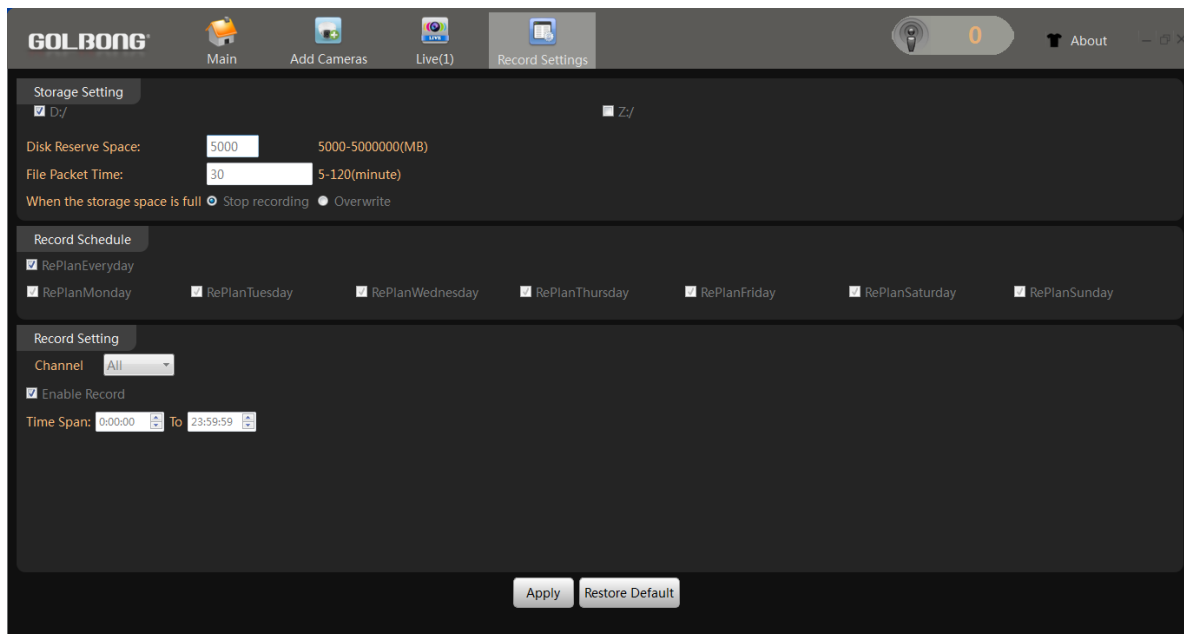 GOLBONG
Main
Add Cameras
Live(1)
Record Settings
0
About
Storage Setting
D:/
Z:/
Disk Reserve Space: 5000 5000-5000000(MB)
File Packet Time: 30 5-120(minute)
When the storage space is full Stop recording Overwrite
Record Schedule
RePlanEveryday
RePlanMonday RePlanTuesday RePlanWednesday RePlanThursday RePlanFriday RePlanSaturday RePlanSunday
Record Setting
Channel All
Enable Record
Time Span: 0:00:00 To 23:59:59
Apply Restore Default